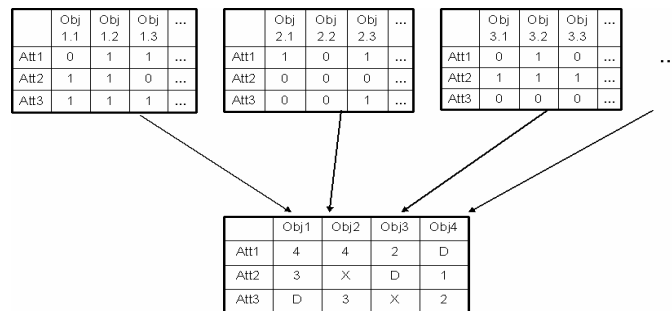 Obj 1.1 Obj 1.2 Obj 1.3 ...
Att1 0 1 1 ...
Att2 1 1 0 ...
Att3 1 1 1 ...
Obj 2.1 Obj 2.2 Obj 2.3 ...
Att1 1 0 1 ...
Att2 0 0 0 ...
Att3 0 0 1 ...
Obj 3.1 Obj 3.2 Obj 3.3 ...
Att1 0 1 0 ...
Att2 1 1 1 ...
Att3 0 0 0 ...
...
Obj1 Obj2 Obj3 Obj4
Att1 4 4 2 D
Att2 3 X D 1
Att3 D 3 X 2